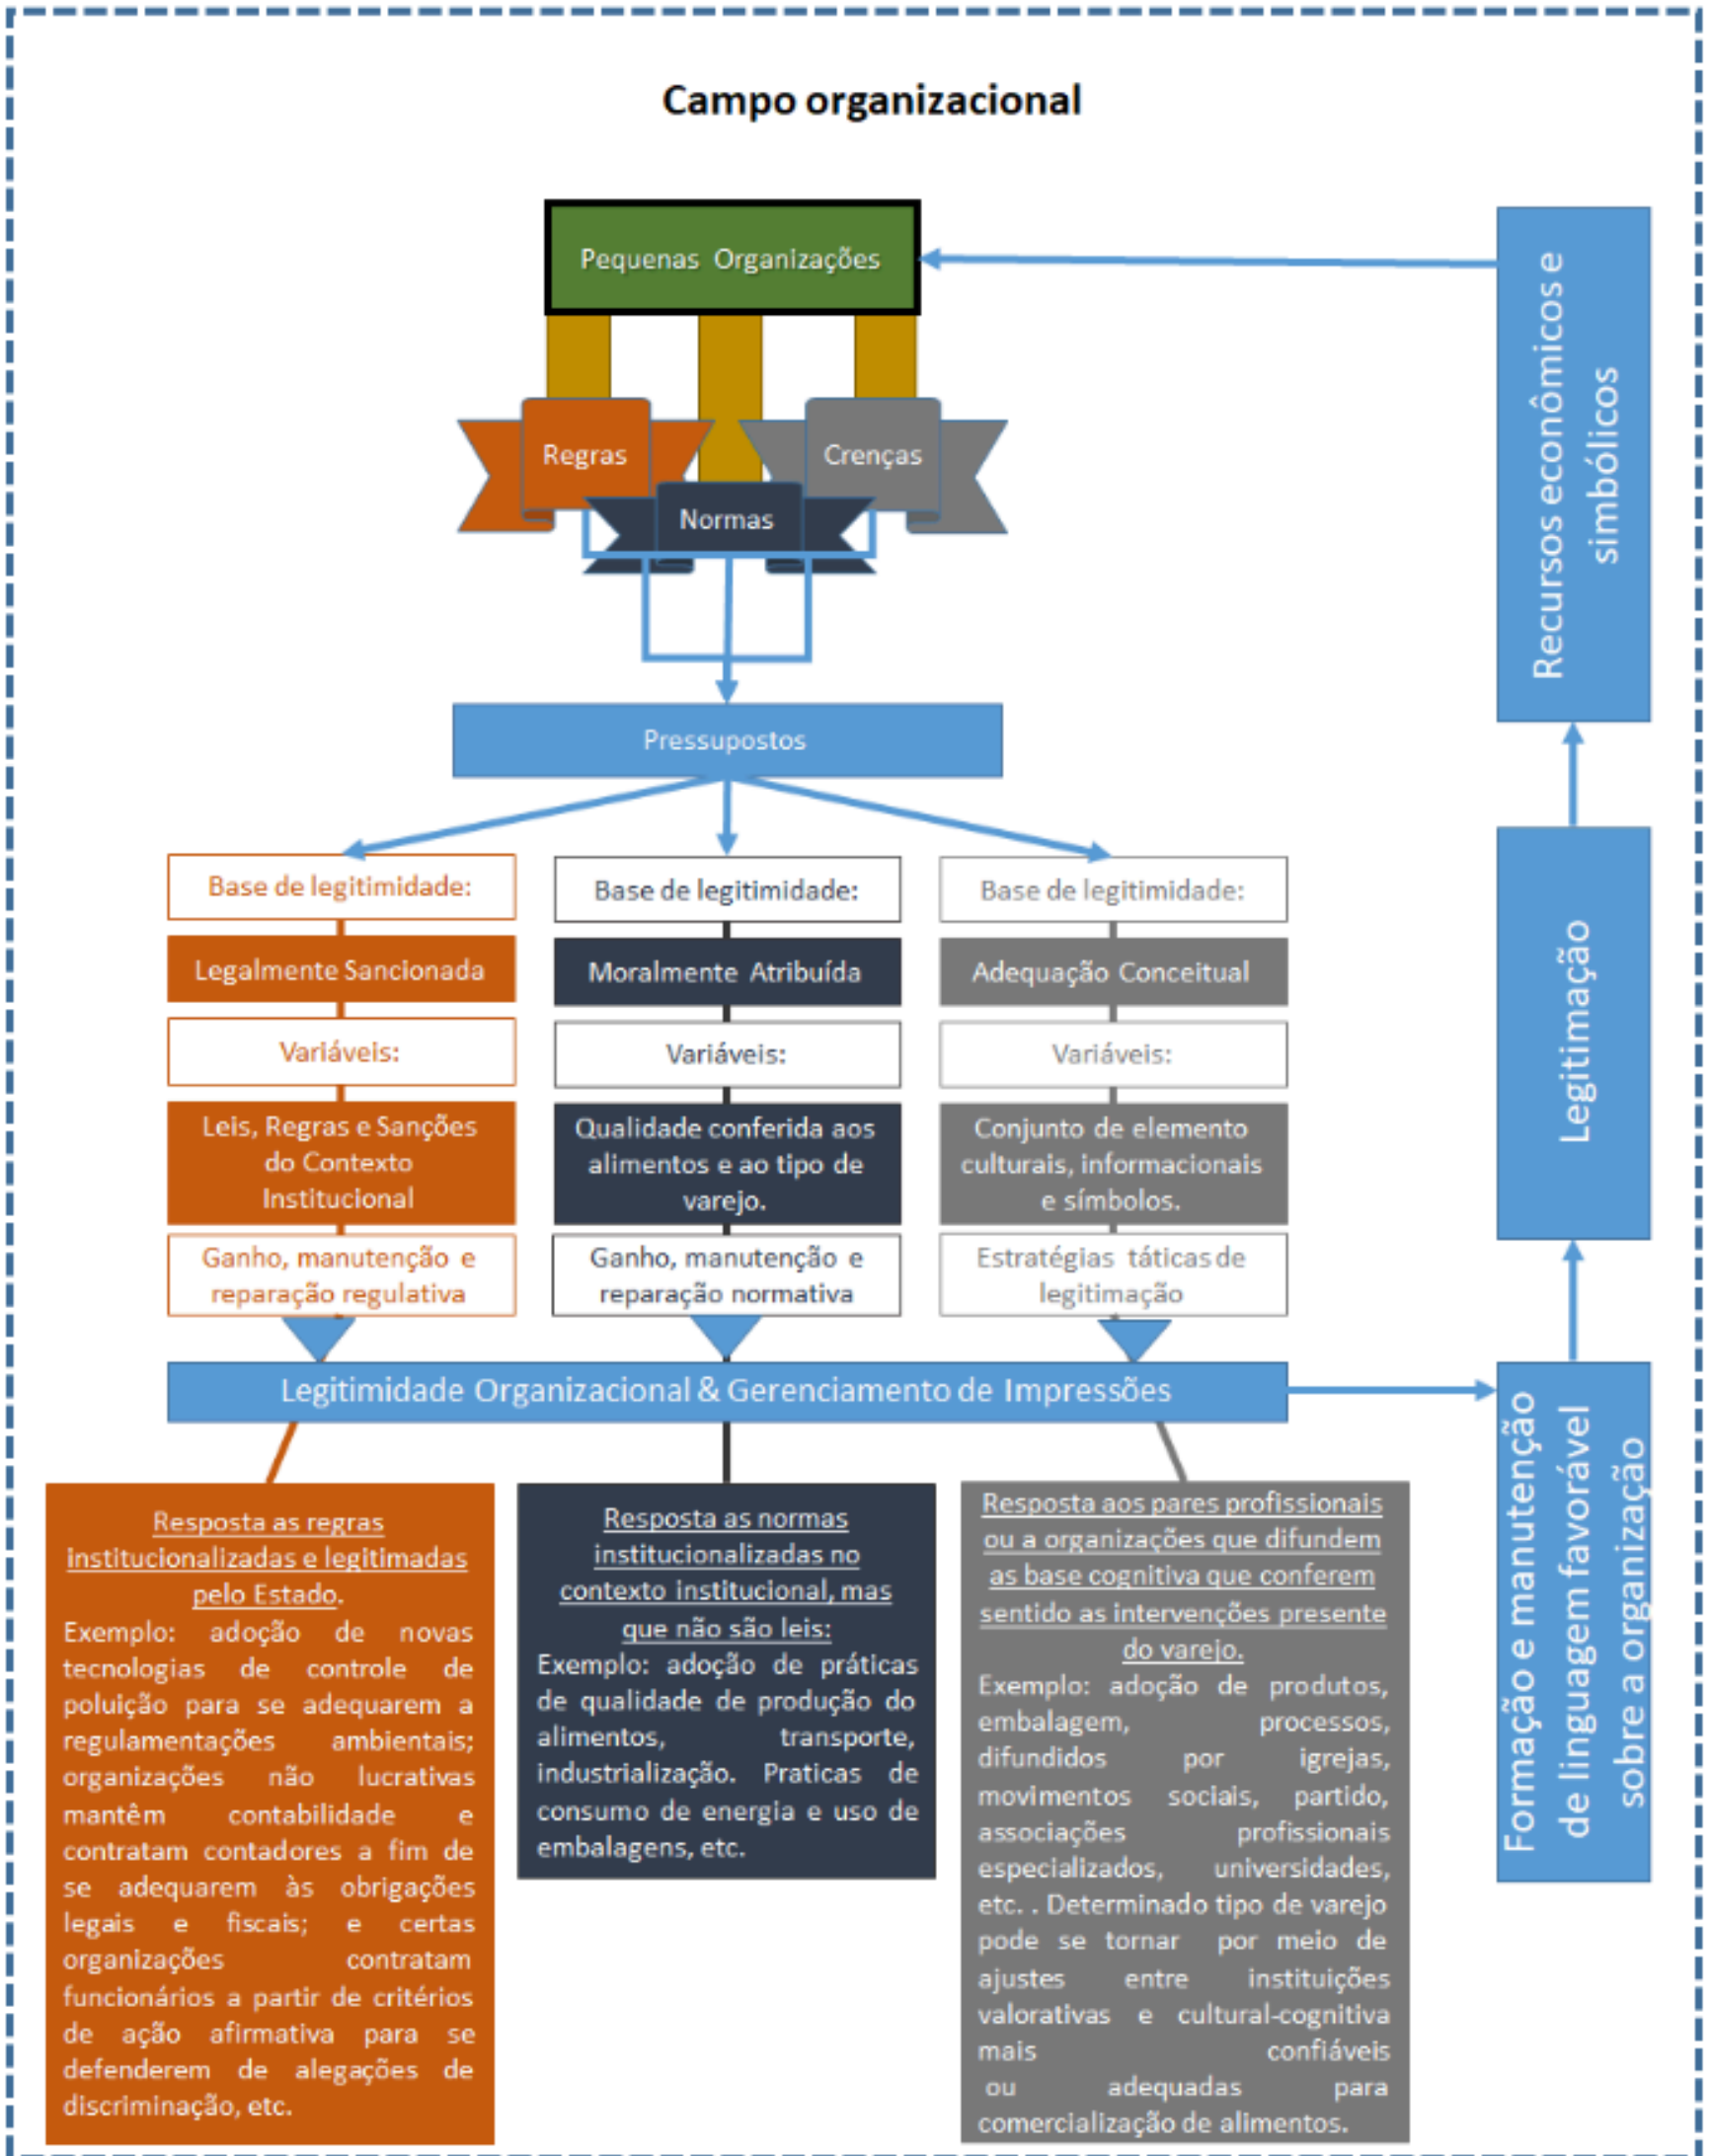 Campo organizacional
Pequenas Organizações
Regras
Crenças
Normas
Pressupostos
Base de legitimidade:
Legalmente Sancionada
Variáveis:
Leis, Regras e Sanções
do Contexto
Institucional
Ganho, manutenção e
reparação regulativa
Base de legitimidade:
Moralmente Atribuída
Variáveis:
Qualidade conferida aos
alimentos e ao tipo de
varejo.
Ganho, manutenção e
reparação normativa
Base de legitimidade:
Adequação Conceitual
Variáveis:
Conjunto de elemento
culturais, informacionais
e símbolos.
Estratégias táticas de
legitimação
Legitimidade Organizacional & Gerenciamento de Impressões
Resposta as regras
institucionalizadas e legitimadas
pelo Estado.
Exemplo: adoção de novas
tecnologias de controle de
poluição para se adequarem a
regulamentações ambientais;
organizações não lucrativas
mantêm contabilidade e
contratam contadores a fim de
se adequarem às obrigações
legais e fiscais; e certas
organizações contratam
funcionários a partir de critérios
de ação afirmativa para se
defenderem de alegações de
discriminação, etc.
Resposta as normas
institucionalizadas no
contexto institucional, mas
que não são leis:
Exemplo: adoção de práticas
de qualidade de produção do
alimentos, transporte,
industrialização. Praticas de
consumo de energia e uso de
embalagens, etc.
Resposta aos pares profissionais
ou a organizações que difundem
as base cognitiva que conferem
sentido as intervenções presente
do varejo.
Exemplo: adoção de produtos,
embalagem, processos,
difundidos por igrejas,
movimentos sociais, partido,
associações profissionais
especializados, universidades,
etc. . Determinado tipo de varejo
pode se tornar por meio de
ajustes entre instituições
valorativas e cultural-cognitiva
mais confiáveis
ou adequadas para
comercialização de alimentos.
Formação e manutenção
de linguagem favorável
sobre a organização
Legitimação
Recursos econômicos e
simbólicos